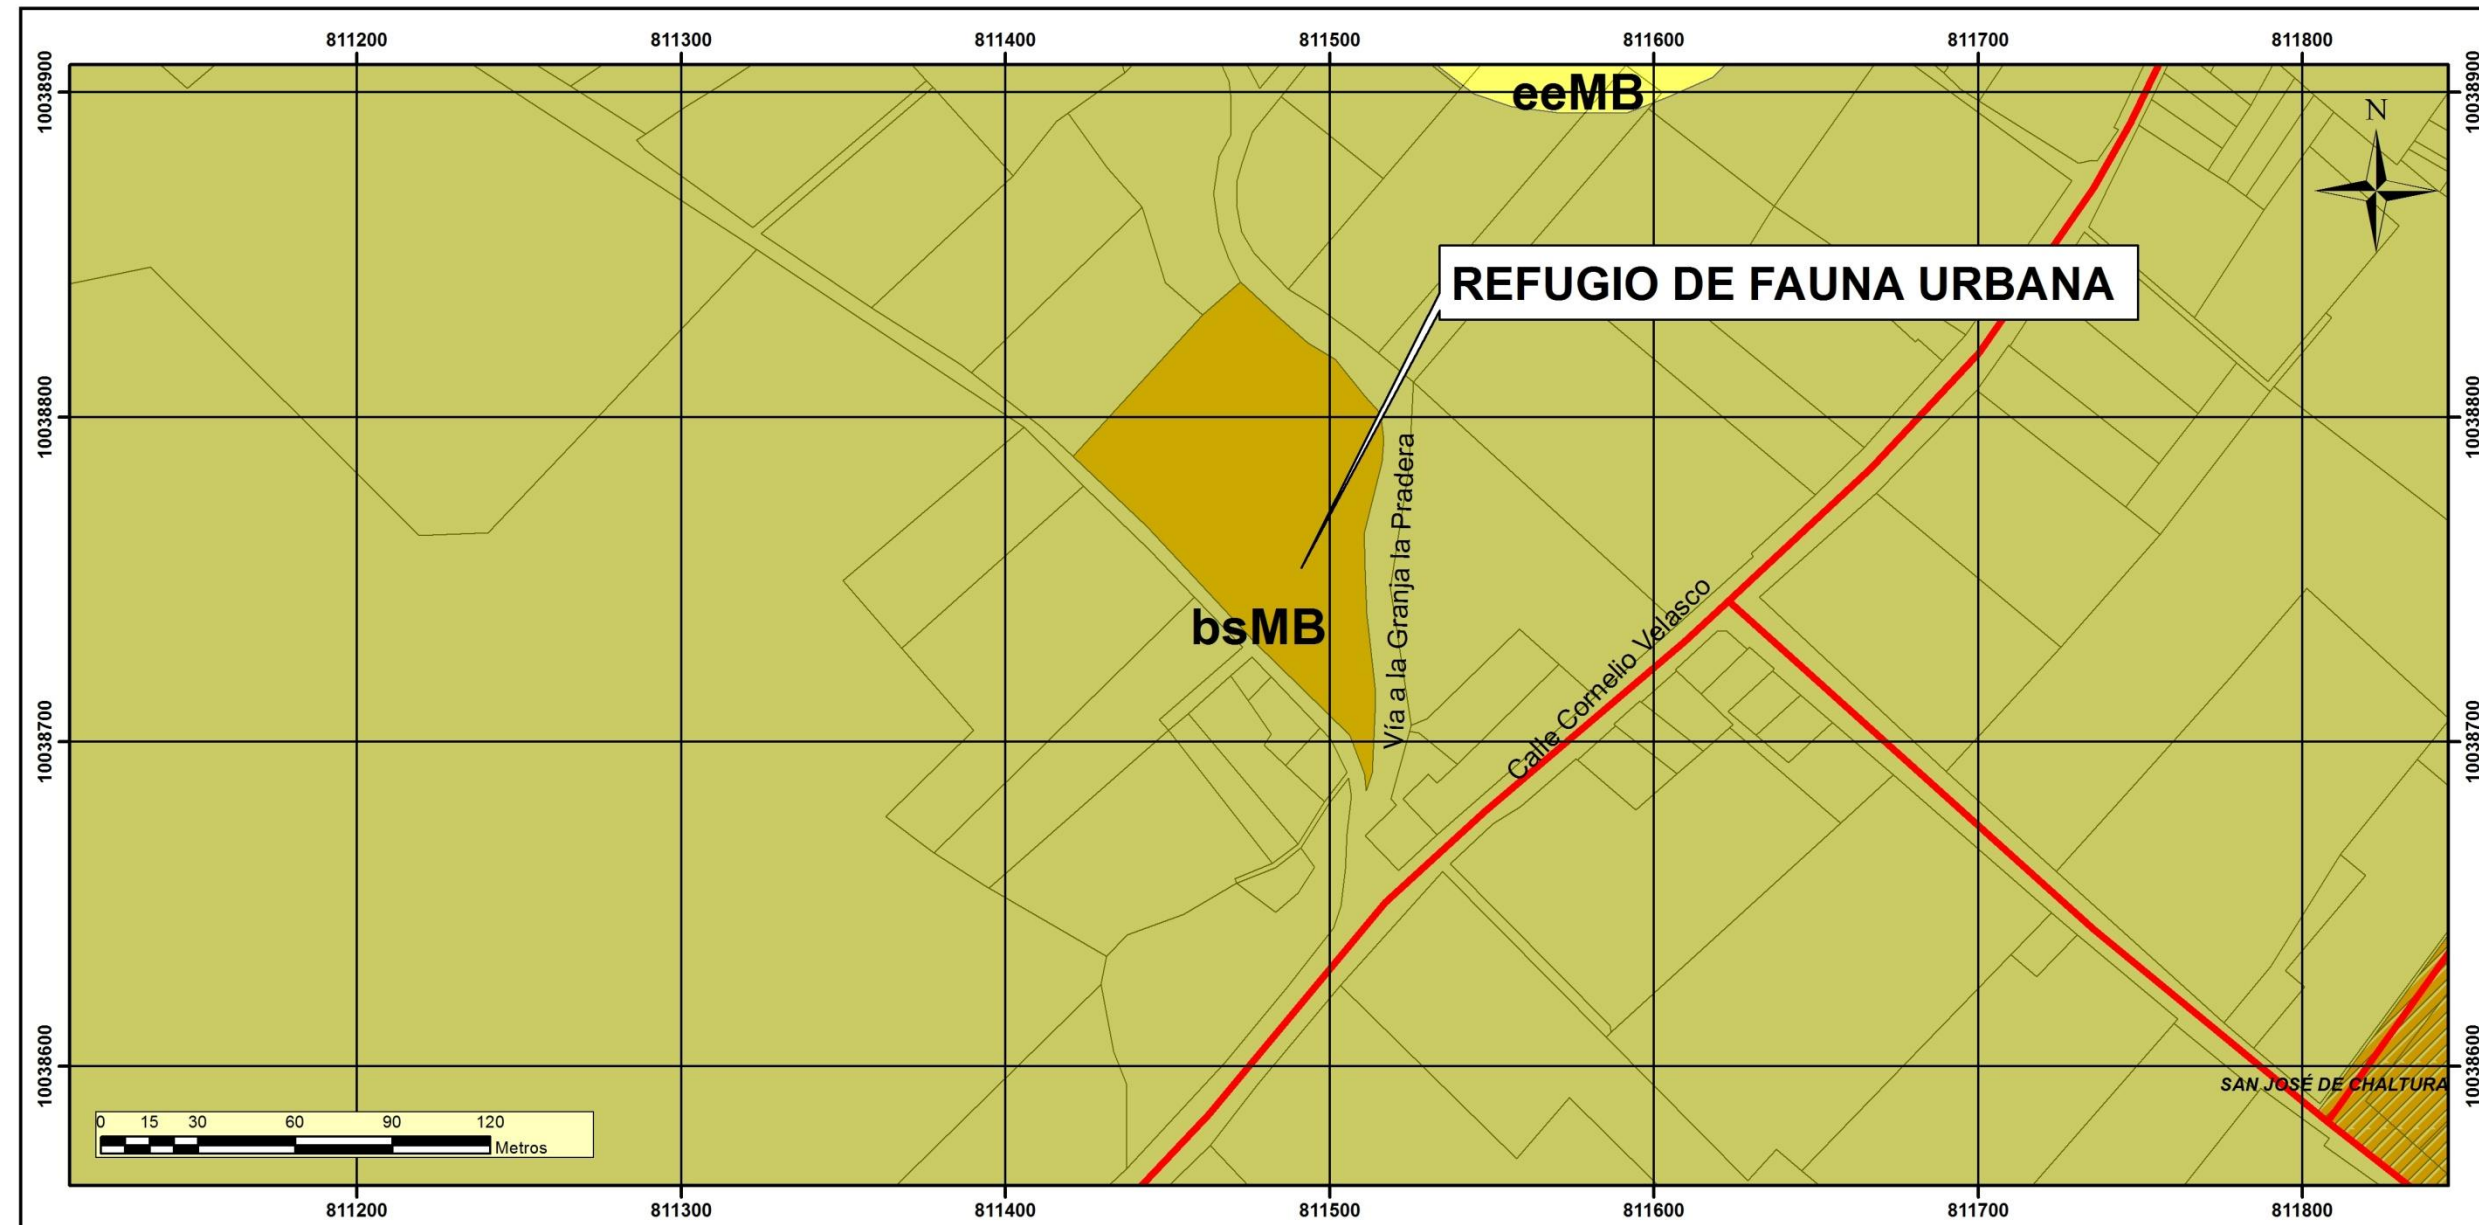 811200 811300 811400 811500 811600 811700 811800
10038900 10038900
eeMB
N
REFUGIO DE FAUNA URBANA
10038800 10038800
Vía a la Granja la Pradera
Calle Cornelio Velasco
bsMB
10038700 10038700
10038600 10038600
SAN JOSÉ DE CHALTURA
0 15 30 60 90 120
Metros
811200 811300 811400 811500 811600 811700 811800